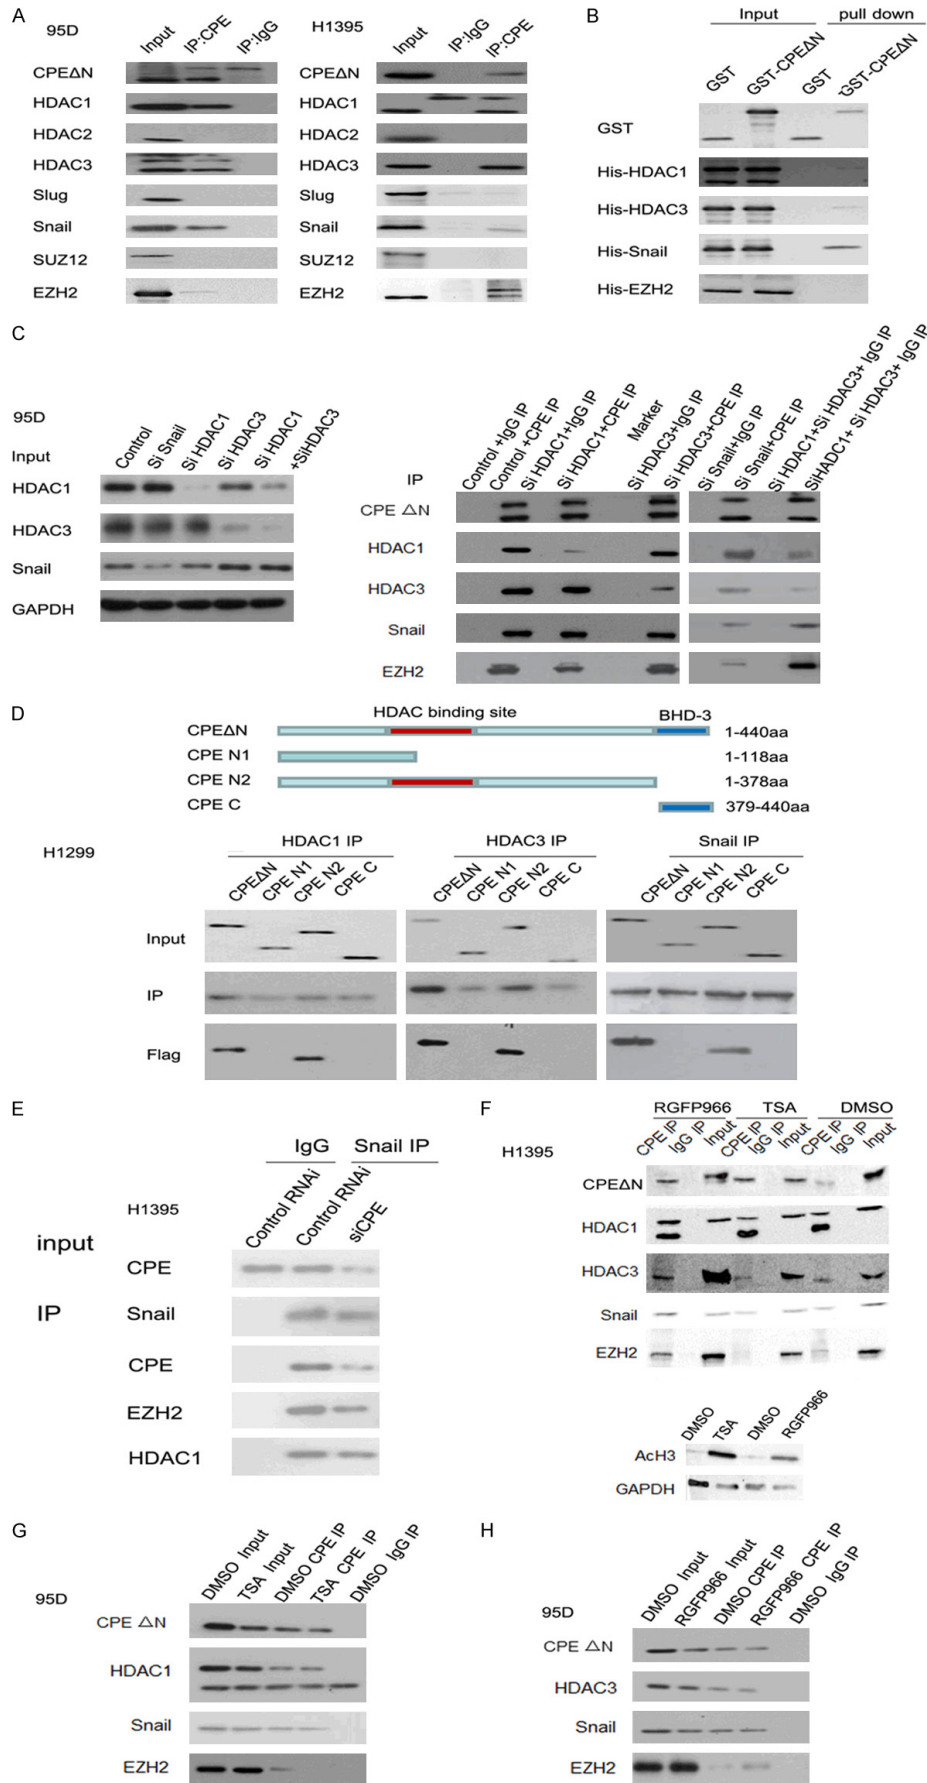 A
95D
Input
IP:CPE
IP:IgG
CPEΔN
HDAC1
HDAC2
HDAC3
Slug
Snail
SUZ12
EZH2
H1395
Input
IP:IgG
IP:CPE
CPEΔN
HDAC1
HDAC2
HDAC3
Slug
Snail
SUZ12
EZH2
B
Input
pull down
GST
GST-CPEΔN
GST
GST-CPEΔN
GST
His-HDAC1
His-HDAC3
His-Snail
His-EZH2
C
95D
Input
Control
Si Snail
Si HDAC1
Si HDAC3
Si HDAC1
+SiHDAC3
HDAC1
HDAC3
Snail
GAPDH
IP
Control +IgG IP
Control +CPE IP
Si HDAC1+IgG IP
Si HDAC1+CPE IP
Marker
Si HDAC3+IgG IP
Si HDAC3+CPE IP
Si Snail+IgG IP
Si Snail+CPE IP
Si HDAC1+Si HDAC3+ IgG IP
SiHADC1+ Si HDAC3+ IgG IP
CPE △N
HDAC1
HDAC3
Snail
EZH2
D
HDAC binding site
BHD-3
CPEΔN
1-440aa
CPE N1
1-118aa
CPE N2
1-378aa
CPE C
379-440aa
H1299
HDAC1 IP
HDAC3 IP
Snail IP
CPEΔN
CPE N1
CPE N2
CPE C
CPEΔN
CPE N1
CPE N2
CPE C
CPEΔN
CPE N1
CPE N2
CPE C
Input
IP
Flag
E
IgG
Snail IP
H1395
Control RNAi
Control RNAi
siCPE
input
CPE
IP
Snail
CPE
EZH2
HDAC1
F
RGFP966
TSA
DMSO
H1395
CPE IP
IgG IP
Input
CPE IP
IgG IP
Input
CPE IP
IgG IP
Input
CPEΔN
HDAC1
HDAC3
Snail
EZH2
DMSO
TSA
DMSO
RGFP966
AcH3
GAPDH
G
95D
DMSO Input
TSA Input
DMSO CPE IP
TSA CPE IP
DMSO IgG IP
CPE △N
HDAC1
Snail
EZH2
H
95D
DMSO Input
RGFP966 Input
DMSO CPE IP
RGFP966 CPE IP
DMSO IgG IP
CPE △N
HDAC3
Snail
EZH2